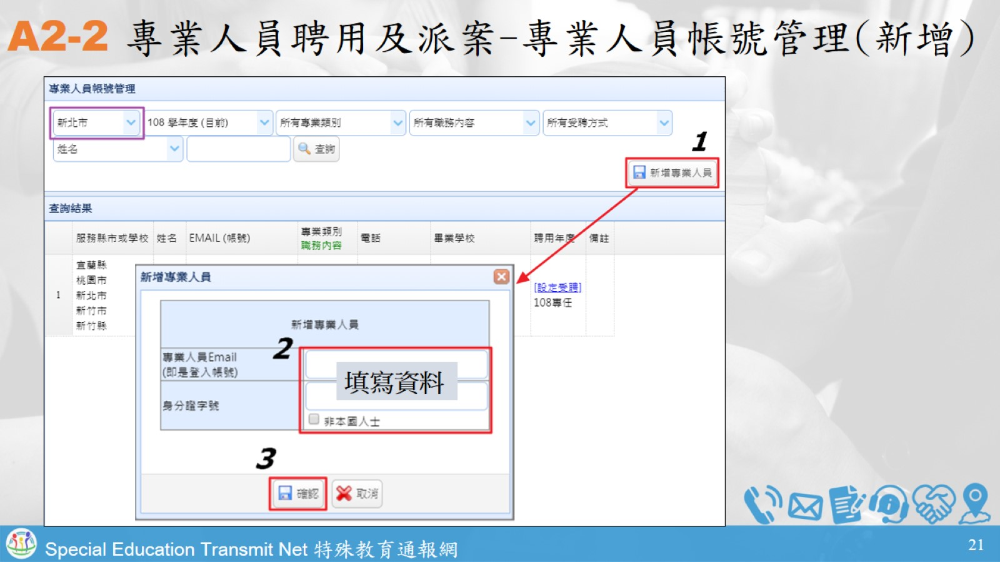 A2-2 專業人員聘用及派案-專業人員帳號管理(新增)
專業人員帳號管理
新北市 108 學年度 (目前) 所有專業類別 所有職務內容 所有受聘方式
姓名 查詢
1
新增專業人員
查詢結果
服務縣市或學校 姓名 EMAIL (帳號) 專業類別 電話 畢業學校 聘用年度 備註
職務內容
宜蘭縣
桃園市
1 新北市
新竹市
新竹縣
[設定受聘]
108專任
新增專業人員
新增專業人員
2
專業人員Email
(即是登入帳號)
填寫資料
身分證字號
非本國人士
3
確認 取消
Special Education Transmit Net 特殊教育通報網
21